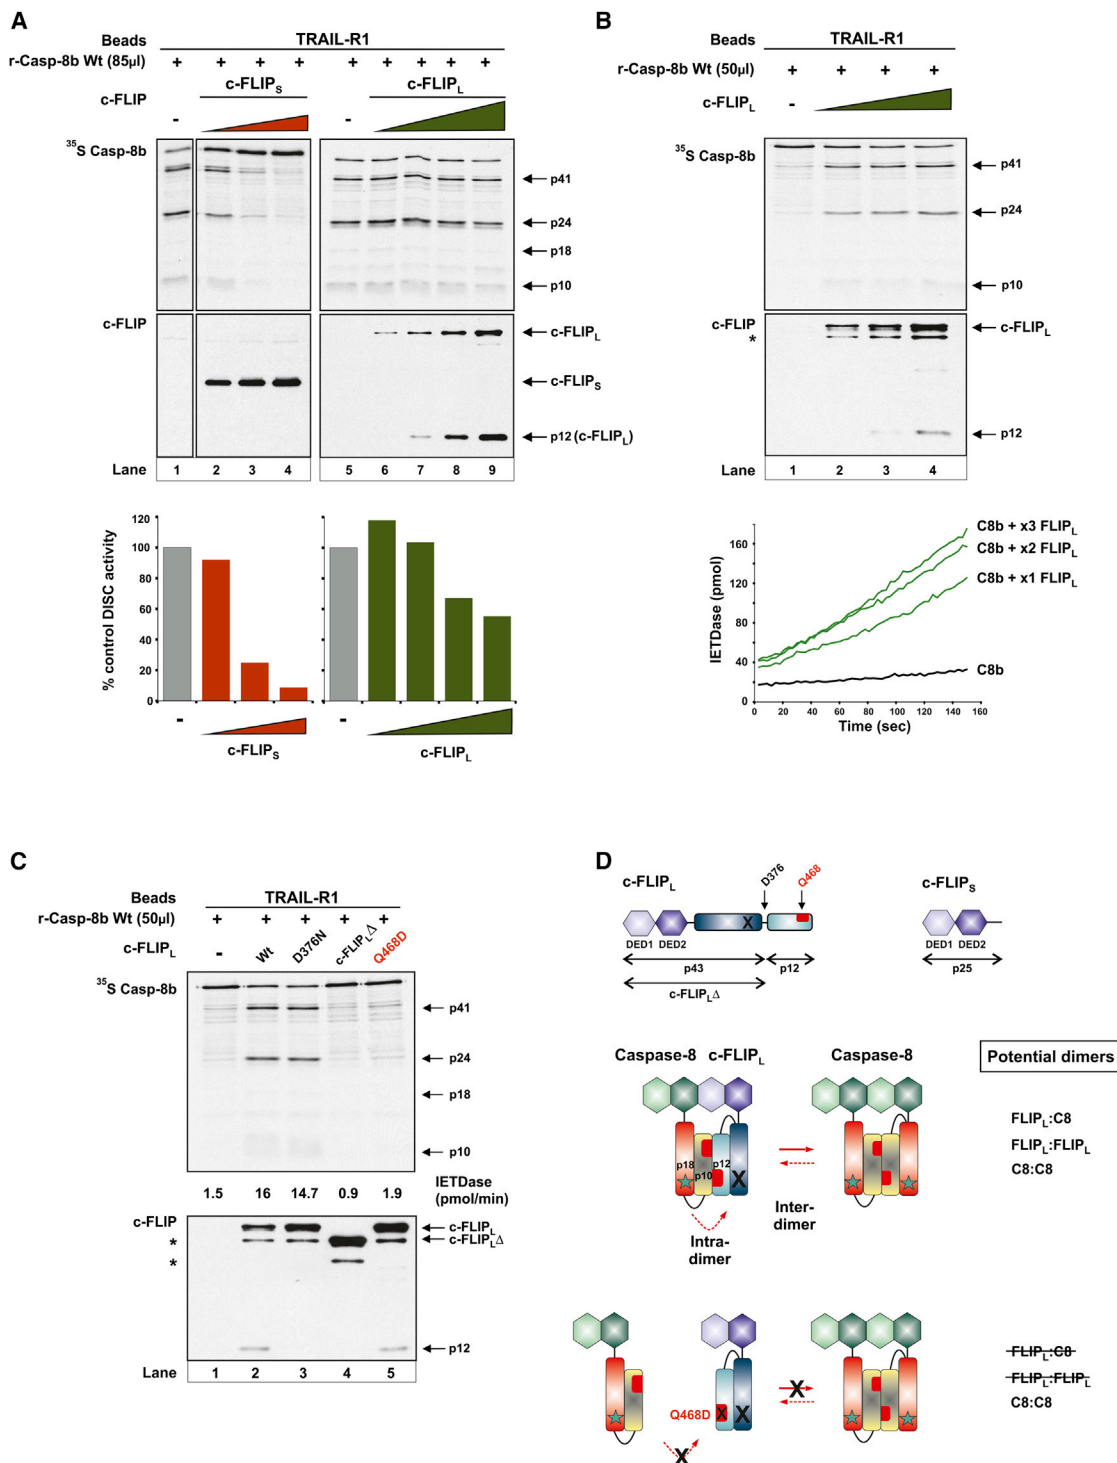 A
Beads
TRAIL-R1
r-Casp-8b Wt (85µl)
+ + + + + + + + +
c-FLIP
c-FLIPS
c-FLIPL
- -
35S Casp-8b
p41
p24
p18
p10
c-FLIP
c-FLIPL
c-FLIPS
p12 (c-FLIPL)
Lane 1 2 3 4 5 6 7 8 9
% control DISC activity
120
100
80
60
40
20
0
- -
c-FLIPS
c-FLIPL
B
Beads
TRAIL-R1
r-Casp-8b Wt (50µl)
+ + + +
c-FLIPL
-
35S Casp-8b
p41
p24
p10
c-FLIP
*
c-FLIPL
p12
Lane 1 2 3 4
IETDase (pmol)
160
120
80
40
0
C8b + x3 FLIPL
C8b + x2 FLIPL
C8b + x1 FLIPL
C8b
0 20 40 60 80 100 120 140 160
Time (sec)
C
Beads
TRAIL-R1
r-Casp-8b Wt (50µl)
+ + + + +
c-FLIPL
- Wt D376N c-FLIPLΔ Q468D
35S Casp-8b
p41
p24
p18
p10
1.5 16 14.7 0.9 1.9
IETDase
(pmol/min)
c-FLIP
*
*
c-FLIPL
c-FLIPLΔ
p12
Lane 1 2 3 4 5
D
c-FLIPL
D376
Q468
c-FLIPS
X
DED1 DED2
DED1 DED2
p43
p12
p25
c-FLIPLΔ
Caspase-8 c-FLIPL
Caspase-8
Potential dimers
p18
p10
p12
X
Intra-
dimer
Inter-
dimer
FLIPL:C8
FLIPL:FLIPL
C8:C8
Q468D
X
X
X
X
FLIPL:C8
FLIPL:FLIPL
C8:C8